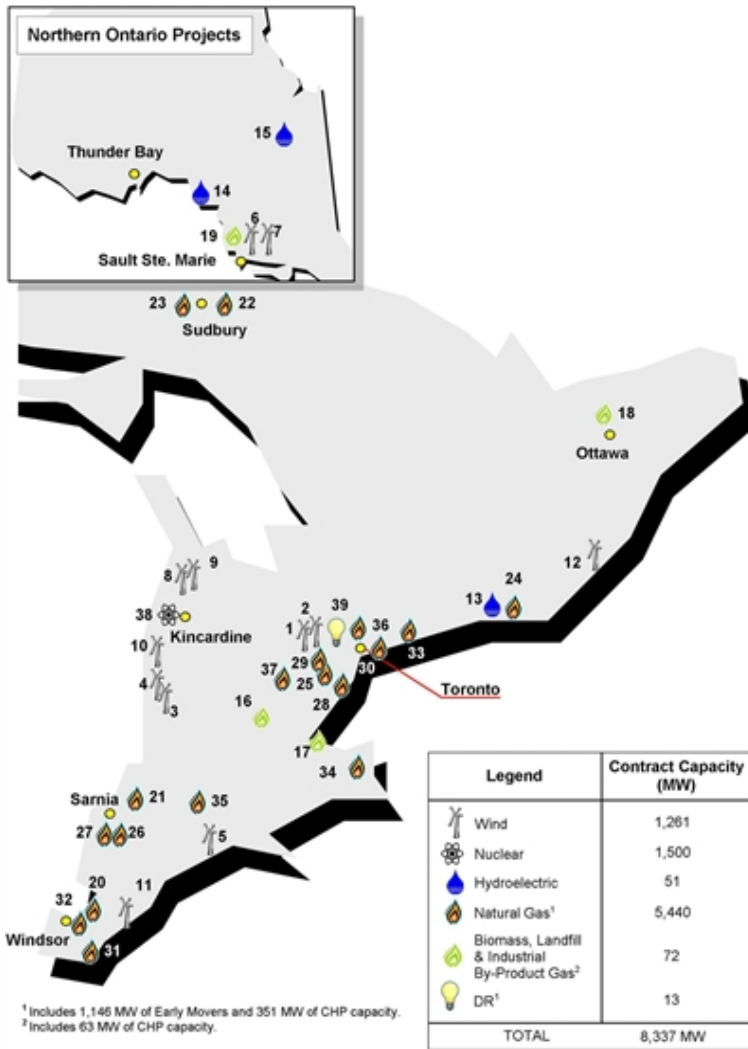 Northern Ontario Projects
15
Thunder Bay
14
6
19
7
Sault Ste. Marie
23
22
Sudbury
18
Ottawa
12
9
8
24
13
2
39
38
Kincardine
1
36
10
29
30
33
37
25
4
Toronto
3
28
16
17
34
Sarnia
21
35
27
26
5
20
11
32
Windsor
31
Legend
Contract Capacity
(MW)
Wind
1,261
Nuclear
1,500
Hydroelectric
51
Natural Gas¹
5,440
Biomass, Landfill
& Industrial
By-Product Gas²
72
DR¹
13
TOTAL
8,337 MW
¹ Includes 1,146 MW of Early Movers and 351 MW of CHP capacity.
² Includes 63 MW of CHP capacity.